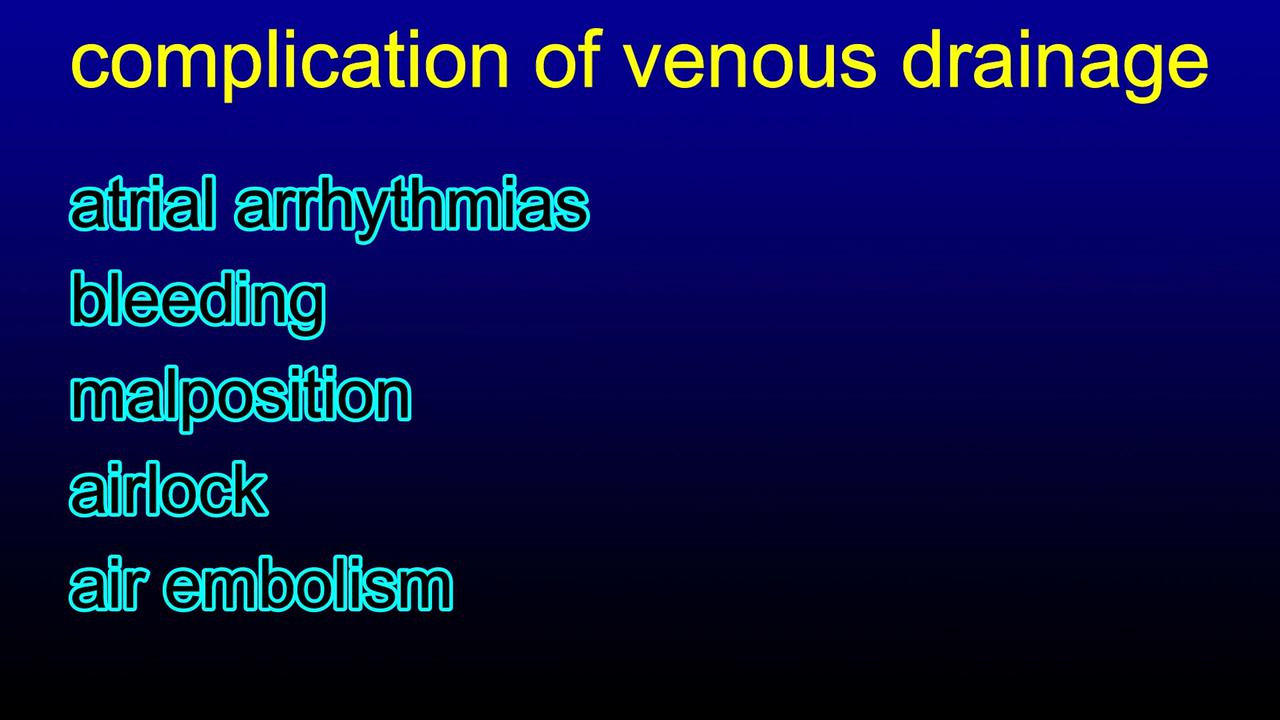 complication of venous drainage
atrial arrhythmias
bleeding
malposition
airlock
air embolism